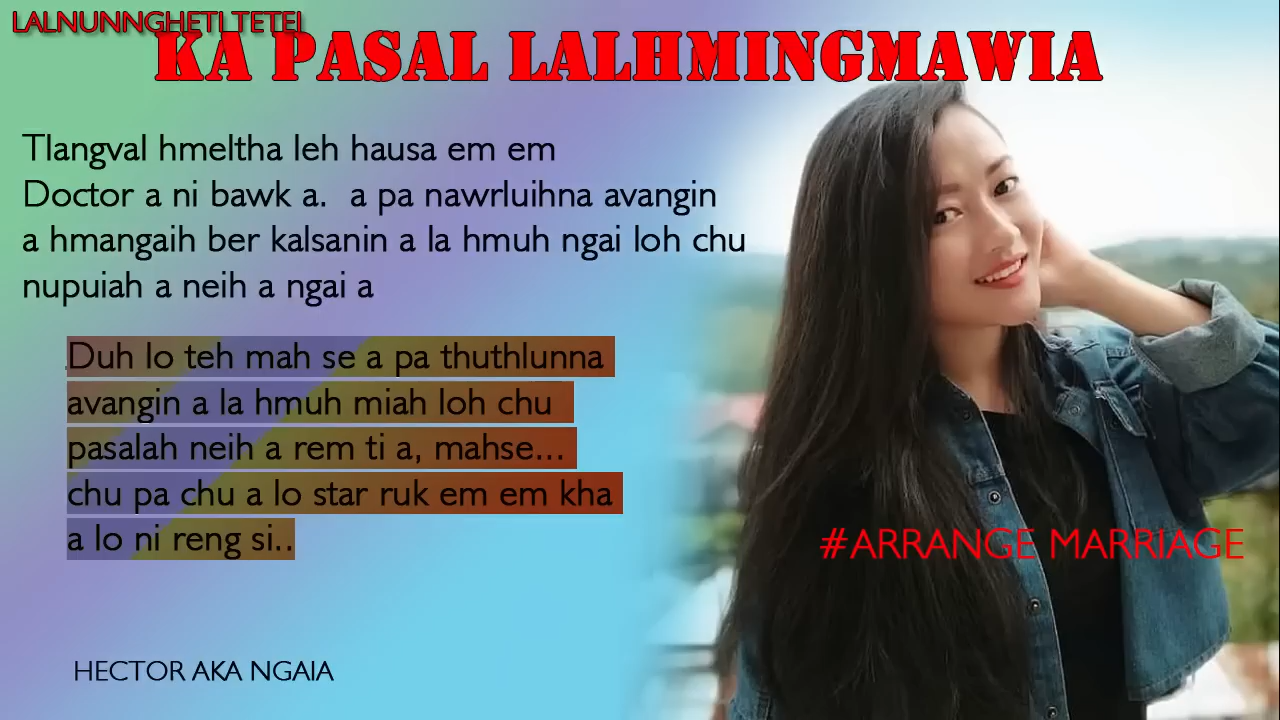 LALNUNNGHETI TETEI
KA PASAL LALHMINGMAWIA
Tlangval hmeltha leh hausa em em
Doctor a ni bawk a. a pa nawrluihna avangin
a hmangaih ber kalsanin a la hmuh ngai loh chu
nupuiah a neih a ngai a
.Duh lo teh mah se a pa thuthlunna
avangin a la hmuh miah loh chu
pasalah neih a rem ti a, mahse...
chu pa chu a lo star ruk em em kha
a lo ni reng si..
#ARRANGE MARRIAGE
HECTOR AKA NGAIA